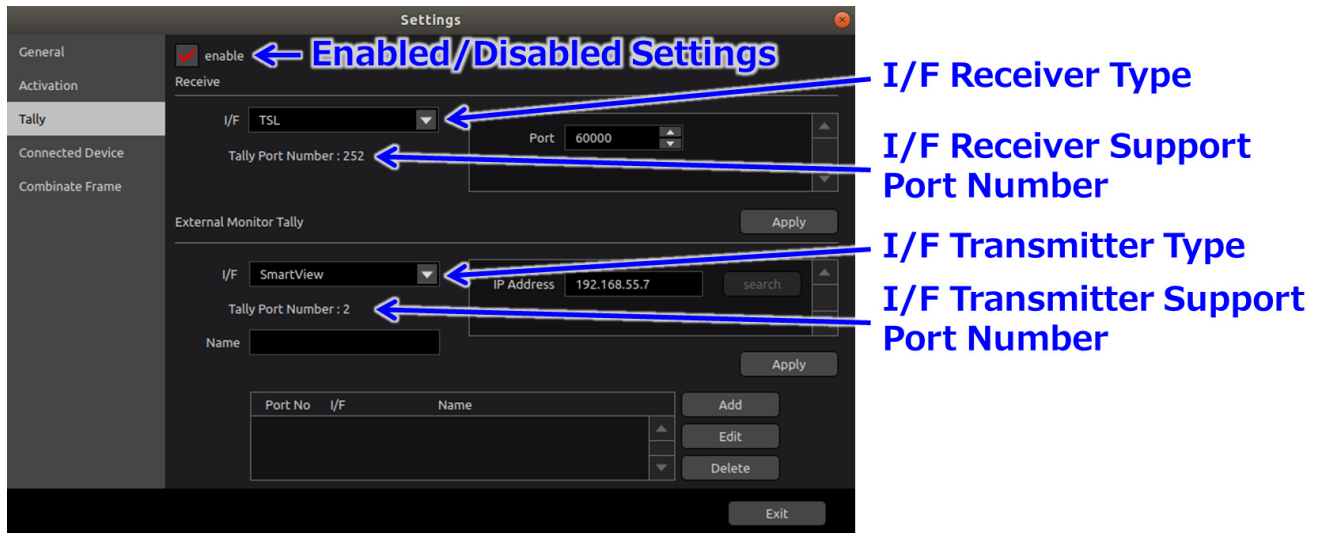 Settings
General
Activation
Tally
Connected Device
Combinate Frame
enable
Enabled/Disabled Settings
Receive
I/F TSL
Tally Port Number : 252
Port 60000
I/F Receiver Type
I/F Receiver Support
Port Number
External Monitor Tally
Apply
I/F SmartView
Tally Port Number : 2
Name
IP Address 192.168.55.7 search
I/F Transmitter Type
I/F Transmitter Support
Port Number
Apply
Port No I/F Name
Add
Edit
Delete
Exit